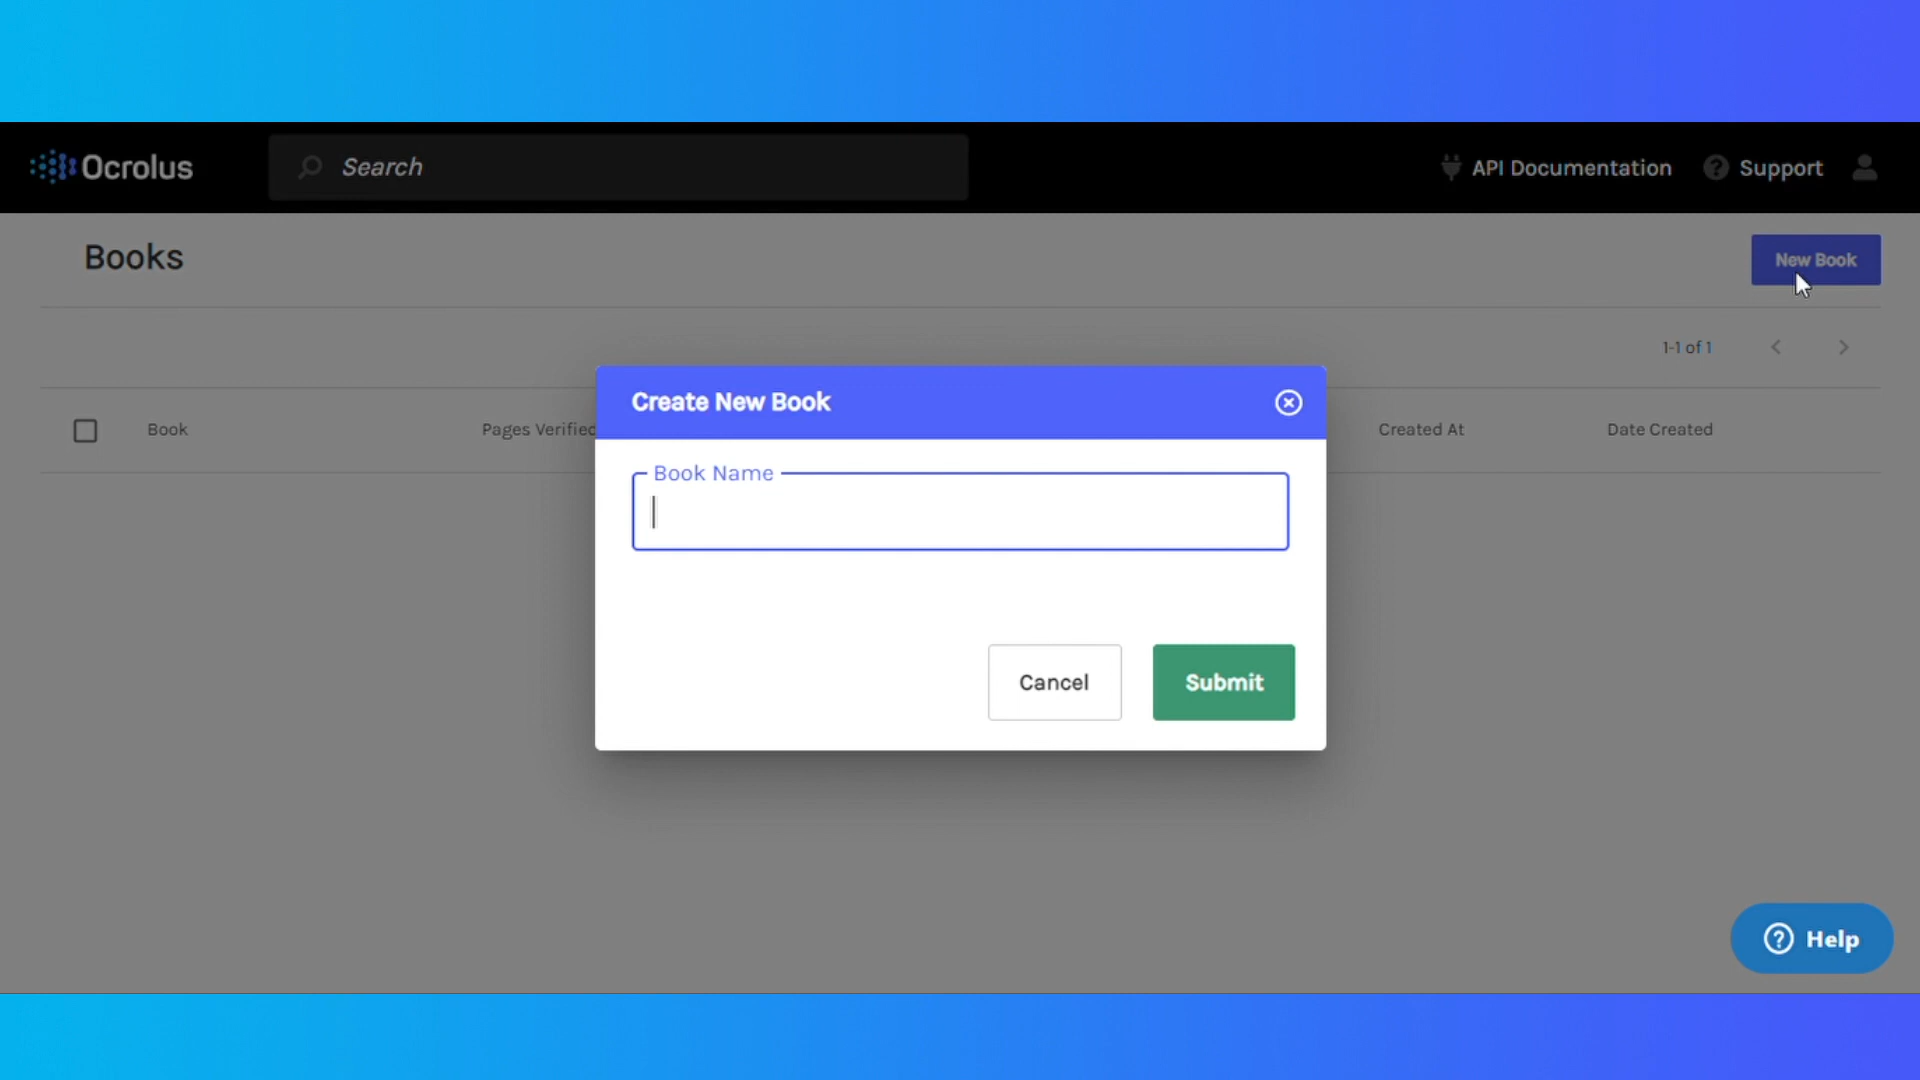 Ocrolus
Search
API Documentation
Support
Books
New Book
1-1 of 1
Book
Pages Verified
Created At
Date Created
Create New Book
Book Name
Cancel
Submit
Help